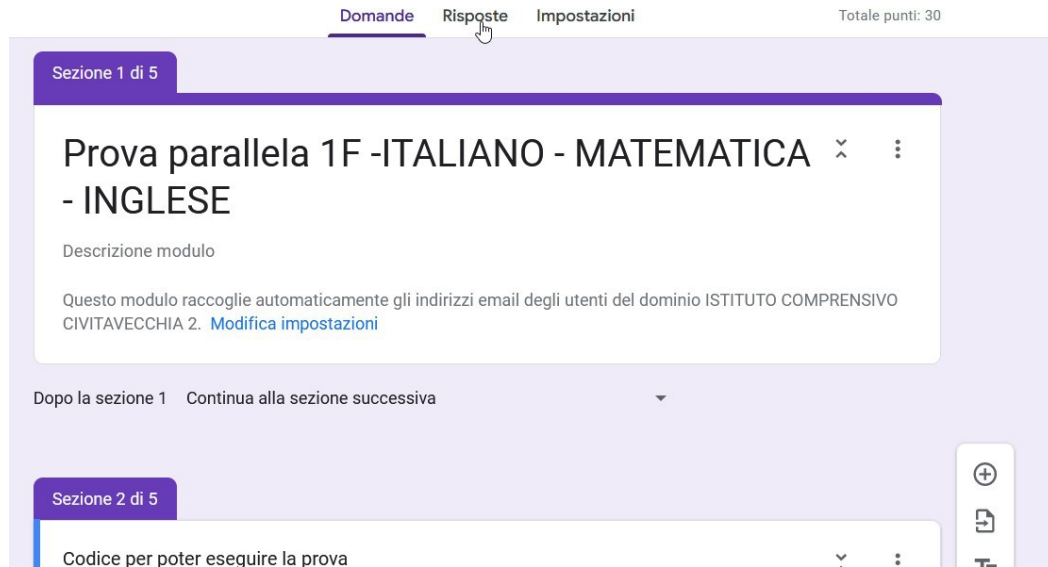 Domande Risposte Impostazioni Totale punti: 30
Sezione 1 di 5
Prova parallela 1F -ITALIANO - MATEMATICA
- INGLESE
Descrizione modulo
Questo modulo raccoglie automaticamente gli indirizzi email degli utenti del dominio ISTITUTO COMPRENSIVO
CIVITAVECCHIA 2. Modifica impostazioni
Dopo la sezione 1 Continua alla sezione successiva
Sezione 2 di 5
Codice per poter eseguire la prova